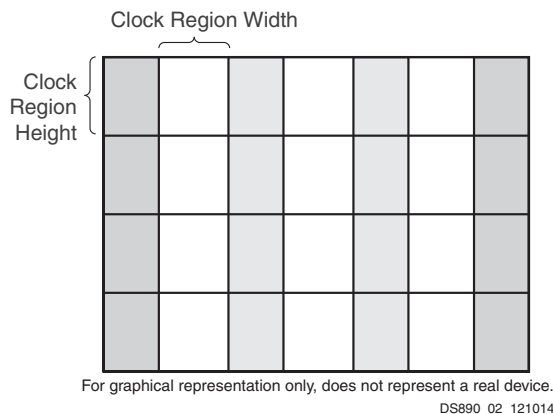 Clock Region Width
Clock
Region
Height
For graphical representation only, does not represent a real device.
DS890_02_121014